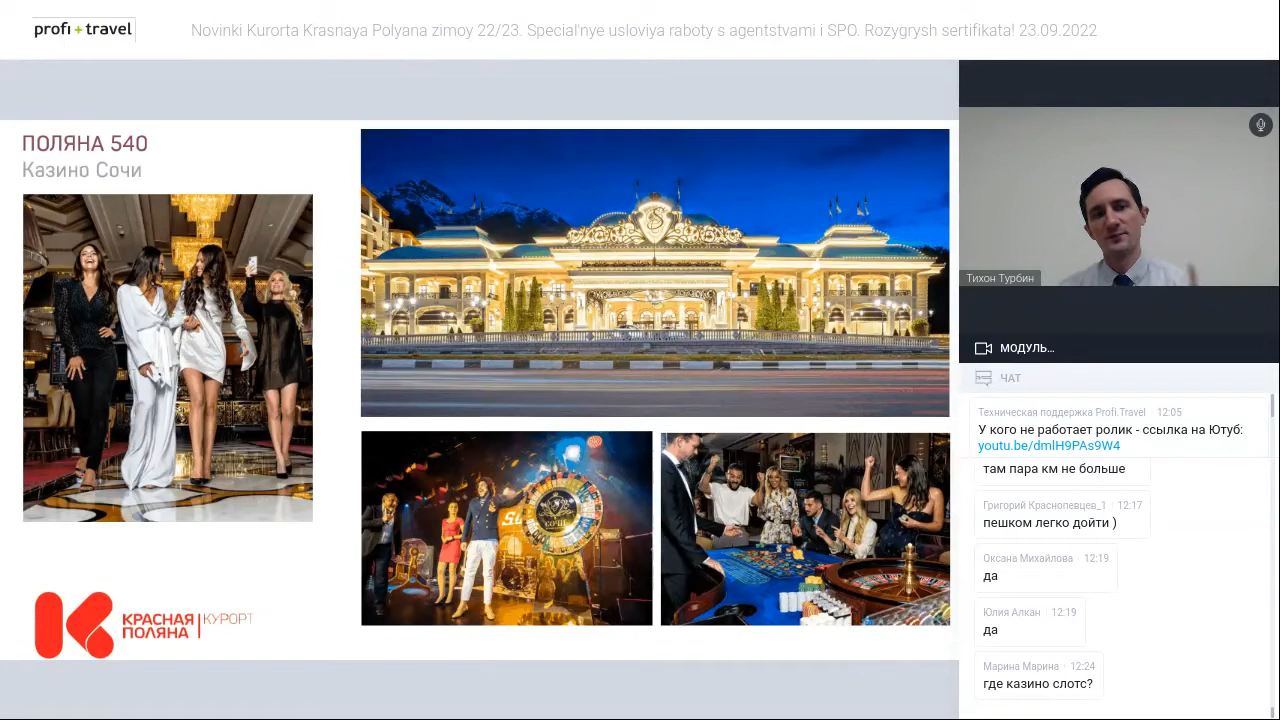 profi + travel
Novinki Kurorta Krasnaya Polyana zimoy 22/23. Special'nye usloviya raboty s agentstvami i SPO. Rozygrysh sertifikata! 23.09.2022
ПОЛЯНА 540
Казино Сочи
S
СОЧИ
КРАСНАЯ
ПОЛЯНА
КУРОРТ
Тихон Турбин
МОДУЛЬ...
ЧАТ
Техническая поддержка Profi.Travel · 12:05
У кого не работает ролик - ссылка на Ютуб:
youtu.be/dmlH9PAs9W4
там пара км не больше
Григорий Краснопевцев_1 · 12:17
пешком легко дойти )
Оксана Михайлова · 12:19
да
Юлия Алкан · 12:19
да
Марина Марина · 12:24
где казино слотс?